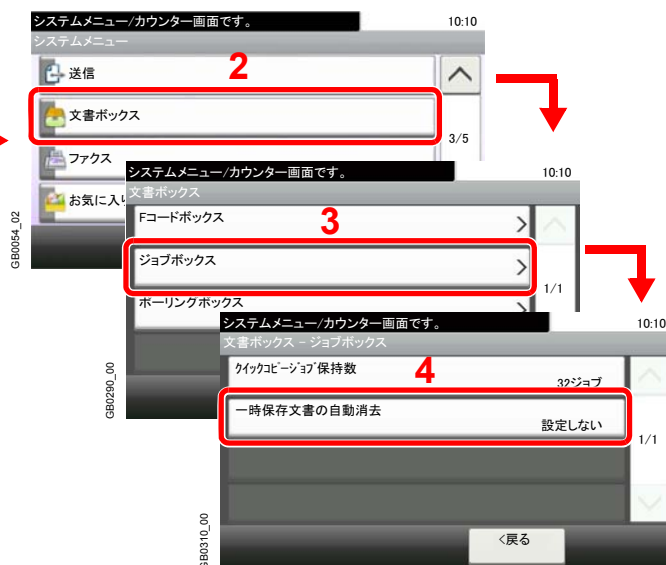 システムメニュー/カウンター画面です。
10:10
システムメニュー
2
送信
文書ボックス
3/5
ファクス
お気に入り
GB0054_02
システムメニュー/カウンター画面です。
10:10
文書ボックス
3
Fコードボックス
ジョブボックス
1/1
ポーリングボックス
GB0290_00
システムメニュー/カウンター画面です。
10:10
文書ボックス - ジョブボックス
4
クイックコピージョブ保持数
32ジョブ
一時保存文書の自動消去
設定しない
1/1
<戻る
GB0310_00